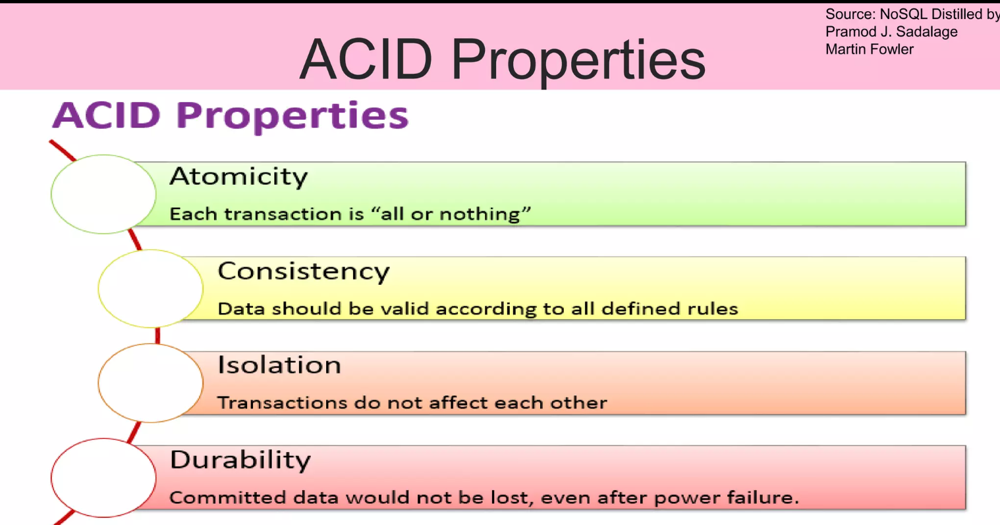 Source: NoSQL Distilled by
Pramod J. Sadalage
Martin Fowler
ACID Properties
ACID Properties
Atomicity
Each transaction is “all or nothing”
Consistency
Data should be valid according to all defined rules
Isolation
Transactions do not affect each other
Durability
Committed data would not be lost, even after power failure.